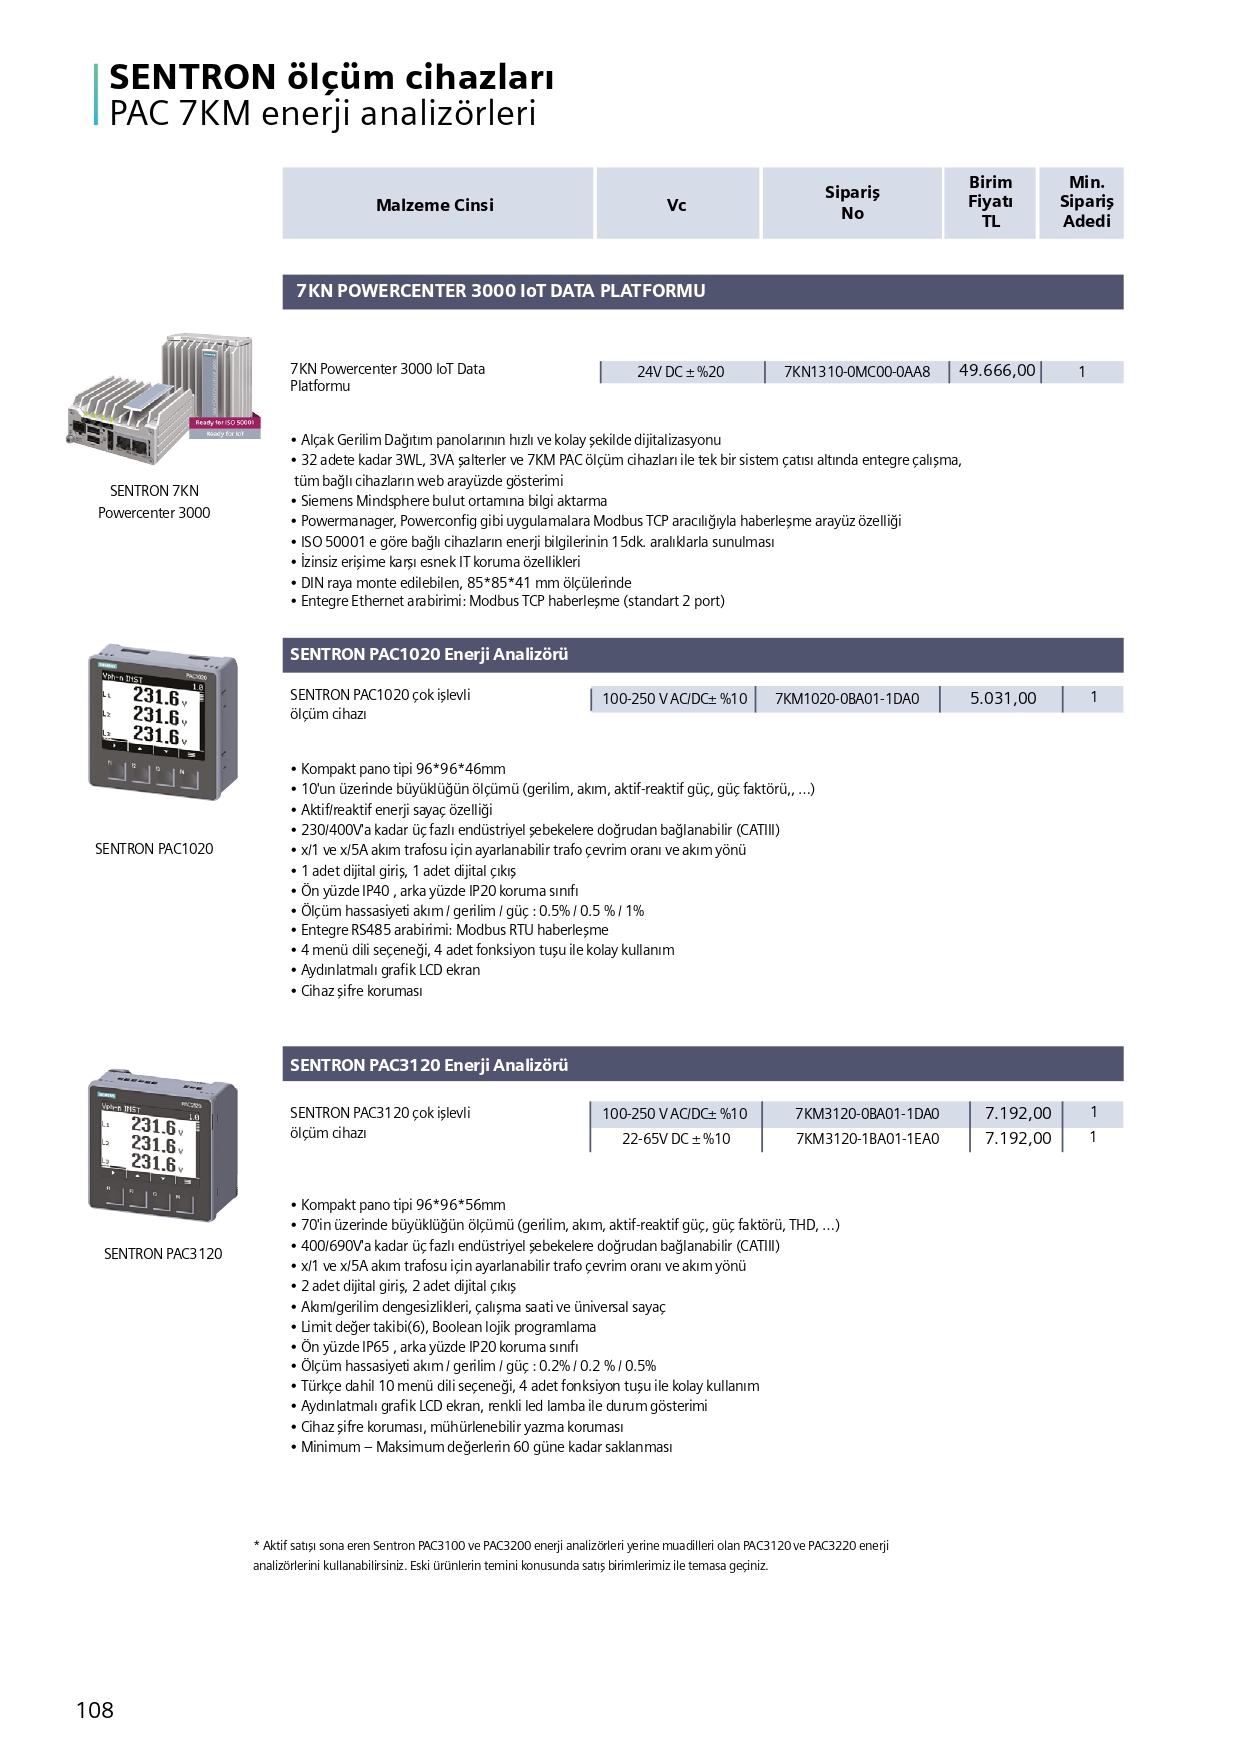 SENTRON ölçüm cihazları
PAC 7KM enerji analizörleri
Malzeme Cinsi
Vc
Sipariş
No
Birim
Fiyatı
TL
Min.
Sipariş
Adedi
7KN POWERCENTER 3000 IoT DATA PLATFORMU
7KN Powercenter 3000 IoT Data
Platformu
24V DC ± %20
7KN1310-0MC00-0AA8
49.666,00
1
Ready for ISO 50001
Ready for IoT
SENTRON 7KN
Powercenter 3000
• Alçak Gerilim Dağıtım panolarının hızlı ve kolay şekilde dijitalizasyonu
• 32 adete kadar 3WL, 3VA şalterler ve 7KM PAC ölçüm cihazları ile tek bir sistem çatısı altında entegre çalışma,
tüm bağlı cihazların web arayüzde gösterimi
• Siemens Mindsphere bulut ortamına bilgi aktarma
• Powermanager, Powerconfig gibi uygulamalara Modbus TCP aracılığıyla haberleşme arayüz özelliği
• ISO 50001 e göre bağlı cihazların enerji bilgilerinin 15dk. aralıklarla sunulması
• İzinsiz erişime karşı esnek IT koruma özellikleri
• DIN raya monte edilebilen, 85*85*41 mm ölçülerinde
• Entegre Ethernet arabirimi: Modbus TCP haberleşme (standart 2 port)
SENTRON PAC1020 Enerji Analizörü
SENTRON PAC1020 çok işlevli
ölçüm cihazı
100-250 V AC/DC± %10
7KM1020-0BA01-1DA0
5.031,00
1
SIEMENS
PAC1020
Vph-n INST
1.0
L1 231.6 V
L2 231.6 V
L3 231.6 V
F1 F2 F3 F4
SENTRON PAC1020
• Kompakt pano tipi 96*96*46mm
• 10'un üzerinde büyüklüğün ölçümü (gerilim, akım, aktif-reaktif güç, güç faktörü,, …)
• Aktif/reaktif enerji sayaç özelliği
• 230/400V'a kadar üç fazlı endüstriyel şebekelere doğrudan bağlanabilir (CATIII)
• x/1 ve x/5A akım trafosu için ayarlanabilir trafo çevrim oranı ve akım yönü
• 1 adet dijital giriş, 1 adet dijital çıkış
• Ön yüzde IP40 , arka yüzde IP20 koruma sınıfı
• Ölçüm hassasiyeti akım / gerilim / güç : 0.5% / 0.5 % / 1%
• Entegre RS485 arabirimi: Modbus RTU haberleşme
• 4 menü dili seçeneği, 4 adet fonksiyon tuşu ile kolay kullanım
• Aydınlatmalı grafik LCD ekran
• Cihaz şifre koruması
SENTRON PAC3120 Enerji Analizörü
SENTRON PAC3120 çok işlevli
ölçüm cihazı
100-250 V AC/DC± %10
7KM3120-0BA01-1DA0
7.192,00
1
22-65V DC ± %10
7KM3120-1BA01-1EA0
7.192,00
1
SIEMENS
Vph-n INST
1.0
L1 231.6 V
L2 231.6 V
L3 231.6 V
F1 F2 F3 F4
SENTRON PAC3120
• Kompakt pano tipi 96*96*56mm
• 70'in üzerinde büyüklüğün ölçümü (gerilim, akım, aktif-reaktif güç, güç faktörü, THD, …)
• 400/690V'a kadar üç fazlı endüstriyel şebekelere doğrudan bağlanabilir (CATIII)
• x/1 ve x/5A akım trafosu için ayarlanabilir trafo çevrim oranı ve akım yönü
• 2 adet dijital giriş, 2 adet dijital çıkış
• Akım/gerilim dengesizlikleri, çalışma saati ve üniversal sayaç
• Limit değer takibi(6), Boolean lojik programlama
• Ön yüzde IP65 , arka yüzde IP20 koruma sınıfı
• Ölçüm hassasiyeti akım / gerilim / güç : 0.2% / 0.2 % / 0.5%
• Türkçe dahil 10 menü dili seçeneği, 4 adet fonksiyon tuşu ile kolay kullanım
• Aydınlatmalı grafik LCD ekran, renkli led lamba ile durum gösterimi
• Cihaz şifre koruması, mühürlenebilir yazma koruması
• Minimum – Maksimum değerlerin 60 güne kadar saklanması
* Aktif satışı sona eren Sentron PAC3100 ve PAC3200 enerji analizörleri yerine muadilleri olan PAC3120 ve PAC3220 enerji
analizörlerini kullanabilirsiniz. Eski ürünlerin temini konusunda satış birimlerimiz ile temasa geçiniz.
108